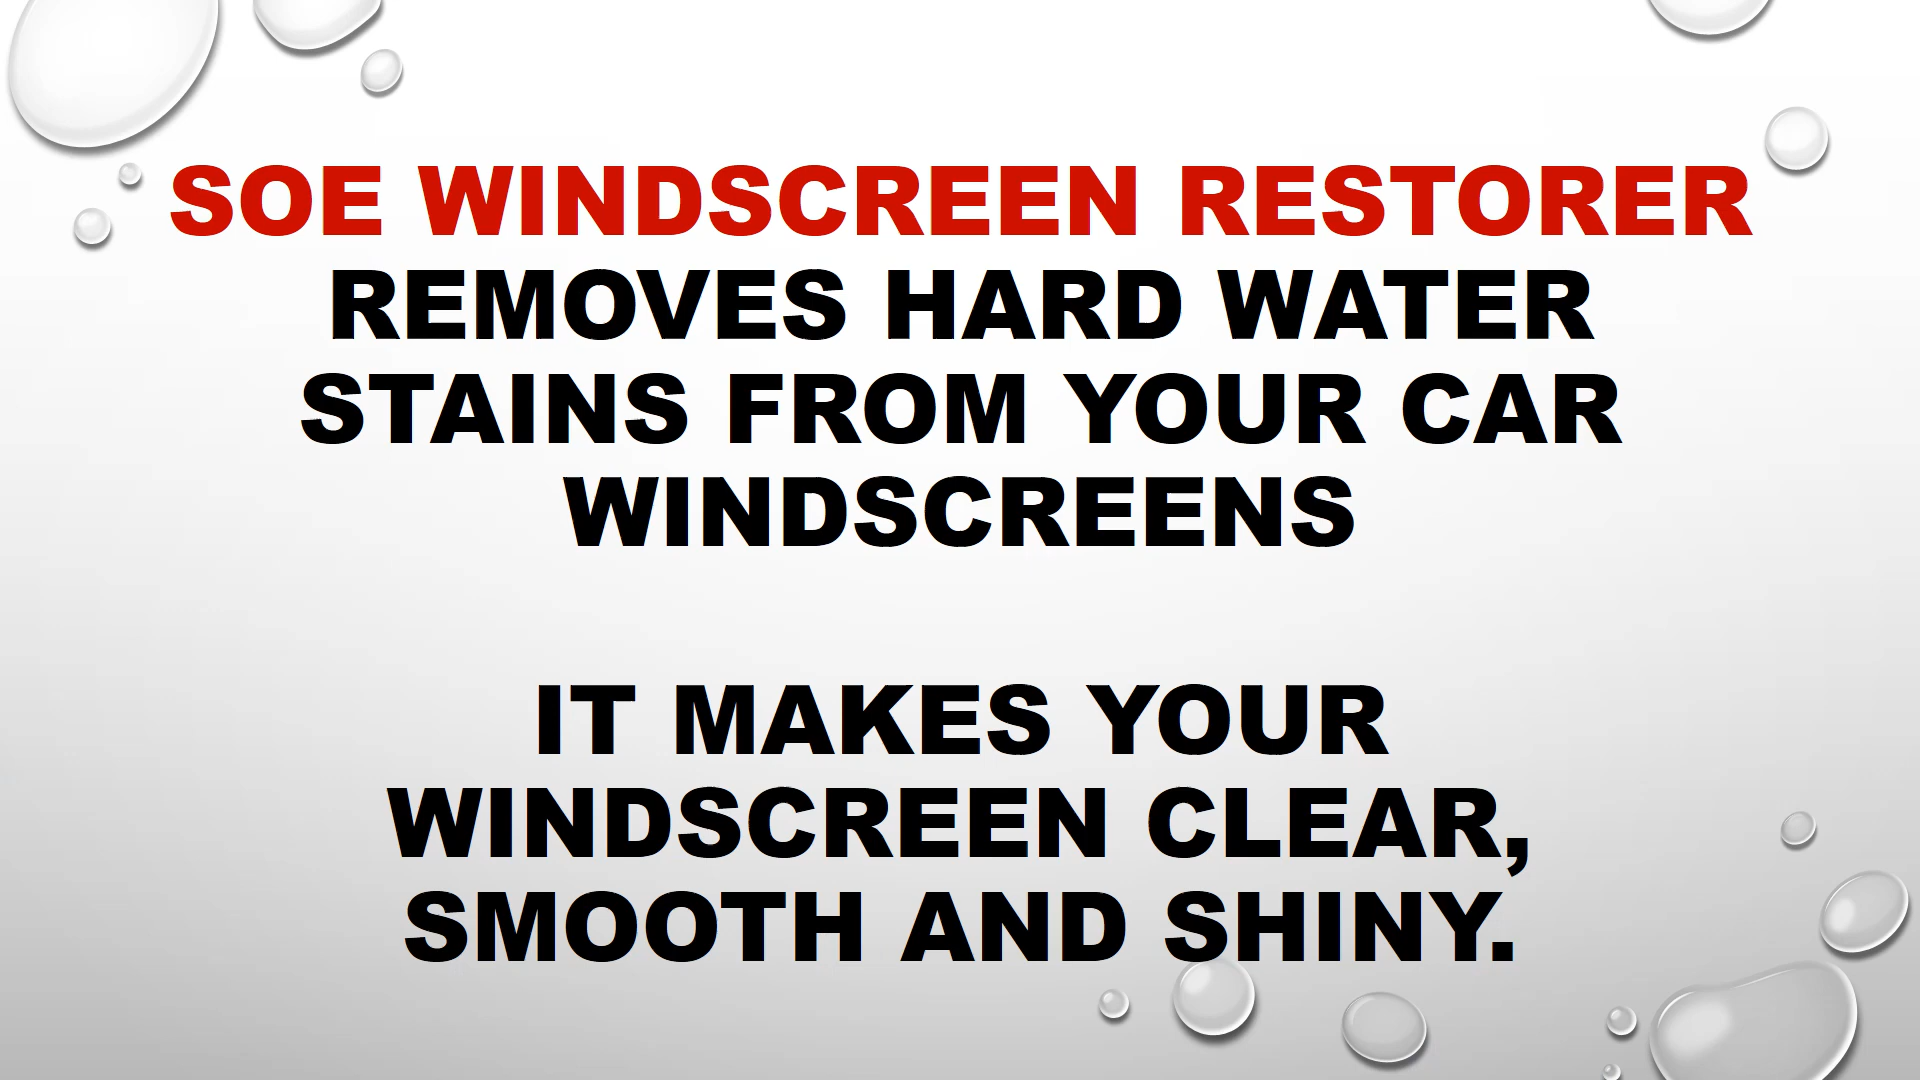 SOE WINDSCREEN RESTORER
REMOVES HARD WATER
STAINS FROM YOUR CAR
WINDSCREENS
IT MAKES YOUR
WINDSCREEN CLEAR,
SMOOTH AND SHINY.